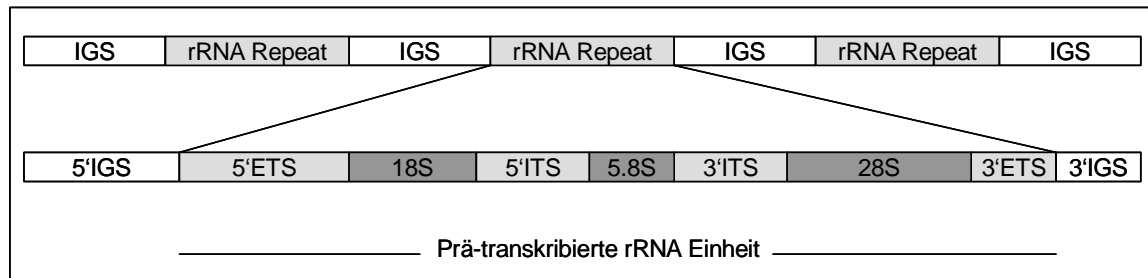 IGS rRNA Repeat IGS rRNA Repeat IGS rRNA Repeat IGS
5‘IGS 5‘ETS 18S 5‘ITS 5.8S 3‘ITS 28S 3‘ETS 3‘IGS
Prä-transkribierte rRNA Einheit